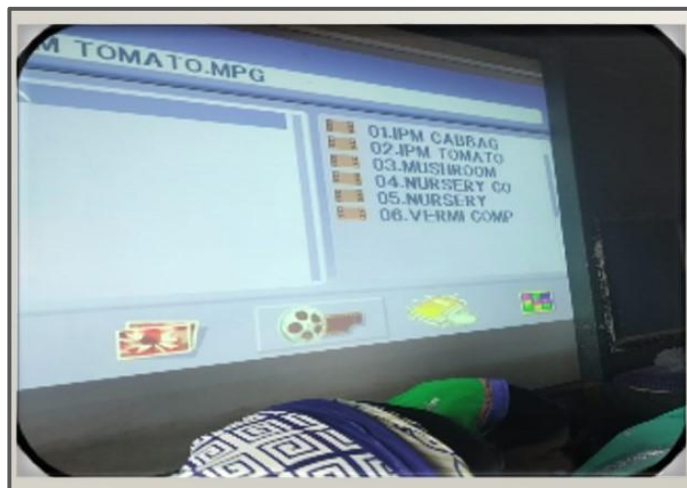 M TOMATO.MPG
01.IPM CABBAG
02.IPM TOMATO
03.MUSHROOM
04.NURSERY CO
05.NURSERY
06.VERMI COMP